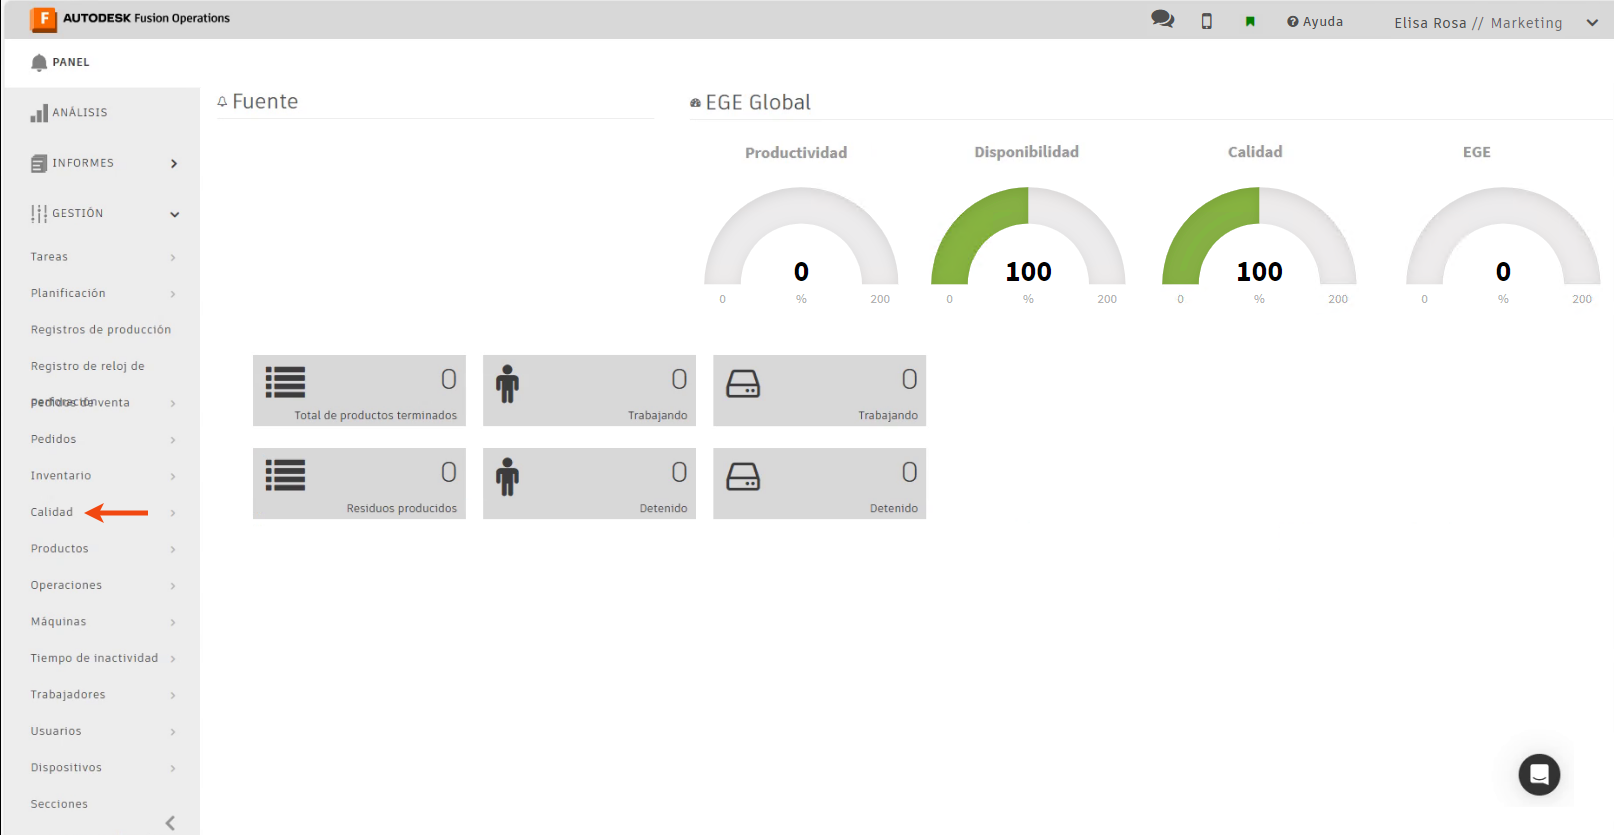 F AUTODESK Fusion Operations
Ayuda
Elisa Rosa // Marketing
PANEL
ANÁLISIS
INFORMES
GESTIÓN
Tareas
Planificación
Registros de producción
Registro de reloj de
perforación
Pedidos de venta
Pedidos
Inventario
Calidad
Productos
Operaciones
Máquinas
Tiempo de inactividad
Trabajadores
Usuarios
Dispositivos
Secciones
Fuente
EGE Global
Productividad
0
0 % 200
Disponibilidad
100
0 % 200
Calidad
100
0 % 200
EGE
0
0 % 200
0
Total de productos terminados
0
Trabajando
0
Trabajando
0
Residuos producidos
0
Detenido
0
Detenido